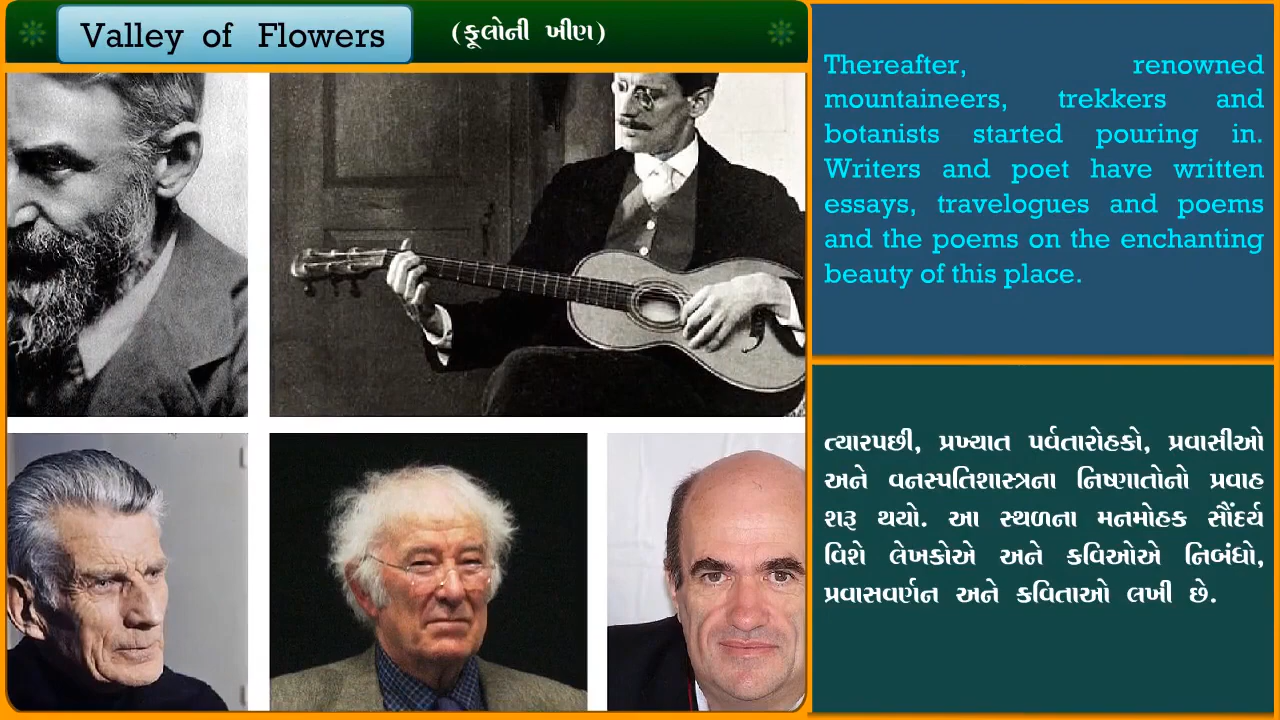 Valley of Flowers
(ફૂલોની ખીણ)
Thereafter, renowned
mountaineers, trekkers and
botanists started pouring in.
Writers and poet have written
essays, travelogues and poems
and the poems on the enchanting
beauty of this place.
ત્યારપછી, પ્રખ્યાત પર્વતારોહકો, પ્રવાસીઓ
અને વનસ્પતિશાસ્ત્રના નિષ્ણાતોનો પ્રવાહ
શરૂ થયો. આ સ્થળના મનમોહક સૌંદર્ય
વિશે લેખકોએ અને કવિઓએ નિબંધો,
પ્રવાસવર્ણન અને કવિતાઓ લખી છે.